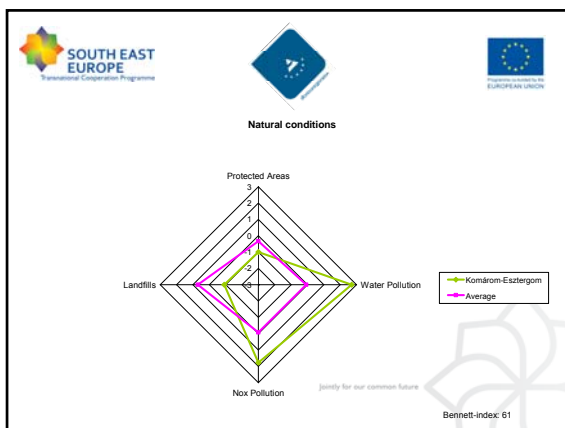 SOUTH EAST
EUROPE
Transnational Cooperation Programme
Programme co-funded by the
EUROPEAN UNION
Natural conditions
Protected Areas
3
2
1
0
-1
-2
-3
Landfills
Water Pollution
Komárom-Esztergom
Average
Nox Pollution
Jointly for our common future
Bennett-index: 61